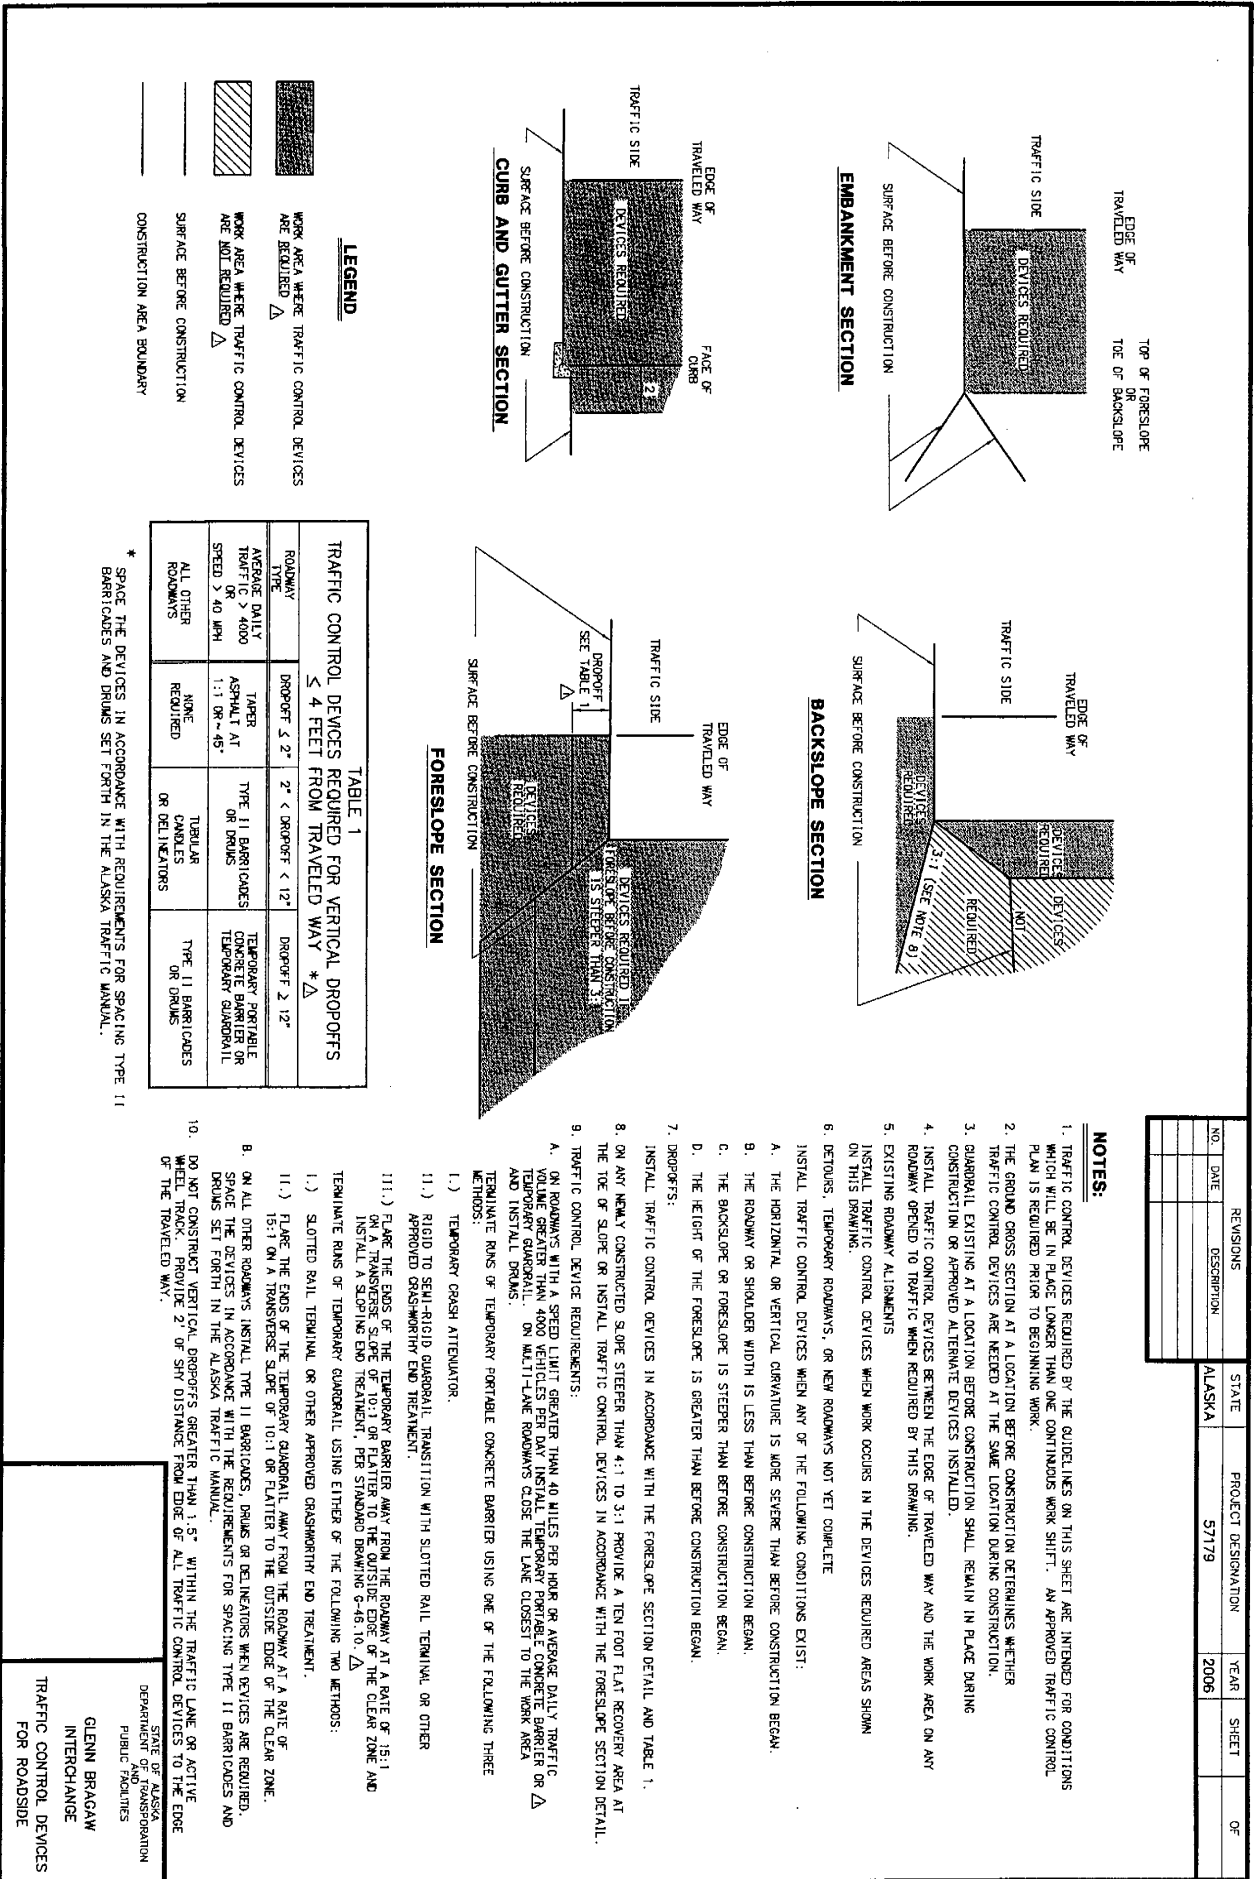 REVISIONS
NO.
DATE
DESCRIPTION
STATE
PROJECT DESIGNATION
YEAR
SHEET
OF
ALASKA
57179
2006
EDGE OF
TRAVELED WAY
TOP OF FORESLOPE
OR
TOE OF BACKSLOPE
TRAFFIC SIDE
DEVICES REQUIRED
SURFACE BEFORE CONSTRUCTION
EMBANKMENT SECTION
EDGE OF
TRAVELED WAY
TRAFFIC SIDE
DEVICES
REQUIRED
DEVICES
NOT
REQUIRED
DEVICES
REQUIRED
3:1 (SEE NOTE 8)
SURFACE BEFORE CONSTRUCTION
BACKSLOPE SECTION
EDGE OF
TRAVELED WAY
FACE OF
CURB
TRAFFIC SIDE
DEVICES REQUIRED
2'
SURFACE BEFORE CONSTRUCTION
CURB AND GUTTER SECTION
EDGE OF
TRAVELED WAY
TRAFFIC SIDE
DROPOFF
SEE TABLE 1
DEVICES REQUIRED IF
FORESLOPE BEFORE CONSTRUCTION
IS STEEPER THAN 3:1
DEVICES
REQUIRED
SURFACE BEFORE CONSTRUCTION
FORESLOPE SECTION
LEGEND
WORK AREA WHERE TRAFFIC CONTROL DEVICES
ARE REQUIRED
WORK AREA WHERE TRAFFIC CONTROL DEVICES
ARE NOT REQUIRED
SURFACE BEFORE CONSTRUCTION
CONSTRUCTION AREA BOUNDARY
TABLE 1
TRAFFIC CONTROL DEVICES REQUIRED FOR VERTICAL DROPOFFS
≤ 4 FEET FROM TRAVELED WAY *
ROADWAY
TYPE
DROPOFF ≤ 2"
2" < DROPOFF < 12"
DROPOFF ≥ 12"
AVERAGE DAILY
TRAFFIC > 4000
OR
SPEED > 40 MPH
TAPER
ASPHALT AT
1:1 OR ~ 45°
TYPE II BARRICADES
OR DRUMS
TEMPORARY PORTABLE
CONCRETE BARRIER OR
TEMPORARY GUARDRAIL
ALL OTHER
ROADWAYS
NONE
REQUIRED
TUBULAR
CANDLES
OR DELINEATORS
TYPE II BARRICADES
OR DRUMS
* SPACE THE DEVICES IN ACCORDANCE WITH REQUIREMENTS FOR SPACING TYPE II
BARRICADES AND DRUMS SET FORTH IN THE ALASKA TRAFFIC MANUAL.
NOTES:
1. TRAFFIC CONTROL DEVICES REQUIRED BY THE GUIDELINES ON THIS SHEET ARE INTENDED FOR CONDITIONS
WHICH WILL BE IN PLACE LONGER THAN ONE CONTINUOUS WORK SHIFT. AN APPROVED TRAFFIC CONTROL
PLAN IS REQUIRED PRIOR TO BEGINNING WORK.
2. THE GROUND CROSS SECTION AT A LOCATION BEFORE CONSTRUCTION DETERMINES WHETHER
TRAFFIC CONTROL DEVICES ARE NEEDED AT THE SAME LOCATION DURING CONSTRUCTION.
3. GUARDRAIL EXISTING AT A LOCATION BEFORE CONSTRUCTION SHALL REMAIN IN PLACE DURING
CONSTRUCTION OR APPROVED ALTERNATE DEVICES INSTALLED.
4. INSTALL TRAFFIC CONTROL DEVICES BETWEEN THE EDGE OF TRAVELED WAY AND THE WORK AREA ON ANY
ROADWAY OPENED TO TRAFFIC WHEN REQUIRED BY THIS DRAWING.
5. EXISTING ROADWAY ALIGNMENTS
INSTALL TRAFFIC CONTROL DEVICES WHEN WORK OCCURS IN THE DEVICES REQUIRED AREAS SHOWN
ON THIS DRAWING.
6. DETOURS, TEMPORARY ROADWAYS, OR NEW ROADWAYS NOT YET COMPLETE
INSTALL TRAFFIC CONTROL DEVICES WHEN ANY OF THE FOLLOWING CONDITIONS EXIST:
A. THE HORIZONTAL OR VERTICAL CURVATURE IS MORE SEVERE THAN BEFORE CONSTRUCTION BEGAN.
B. THE ROADWAY OR SHOULDER WIDTH IS LESS THAN BEFORE CONSTRUCTION BEGAN.
C. THE BACKSLOPE OR FORESLOPE IS STEEPER THAN BEFORE CONSTRUCTION BEGAN.
D. THE HEIGHT OF THE FORESLOPE IS GREATER THAN BEFORE CONSTRUCTION BEGAN.
7. DROPOFFS:
INSTALL TRAFFIC CONTROL DEVICES IN ACCORDANCE WITH THE FORESLOPE SECTION DETAIL AND TABLE 1.
8. ON ANY NEWLY CONSTRUCTED SLOPE STEEPER THAN 4:1 TO 3:1 PROVIDE A TEN FOOT FLAT RECOVERY AREA AT
THE TOE OF SLOPE OR INSTALL TRAFFIC CONTROL DEVICES IN ACCORDANCE WITH THE FORESLOPE SECTION DETAIL.
9. TRAFFIC CONTROL DEVICE REQUIREMENTS:
A. ON ROADWAYS WITH A SPEED LIMIT GREATER THAN 40 MILES PER HOUR OR AVERAGE DAILY TRAFFIC
VOLUME GREATER THAN 4000 VEHICLES PER DAY INSTALL TEMPORARY PORTABLE CONCRETE BARRIER OR
TEMPORARY GUARDRAIL. ON MULTI-LANE ROADWAYS CLOSE THE LANE CLOSEST TO THE WORK AREA
AND INSTALL DRUMS.
TERMINATE RUNS OF TEMPORARY PORTABLE CONCRETE BARRIER USING ONE OF THE FOLLOWING THREE
METHODS:
I.) TEMPORARY CRASH ATTENUATOR.
II.) RIGID TO SEMI-RIGID GUARDRAIL TRANSITION WITH SLOTTED RAIL TERMINAL OR OTHER
APPROVED CRASHWORTHY END TREATMENT.
III.) FLARE THE ENDS OF THE TEMPORARY BARRIER AWAY FROM THE ROADWAY AT A RATE OF 15:1
ON A TRANSVERSE SLOPE OF 10:1 OR FLATTER TO THE OUTSIDE EDGE OF THE CLEAR ZONE AND
INSTALL A SLOPING END TREATMENT, PER STANDARD DRAWING G-46.10.
TERMINATE RUNS OF TEMPORARY GUARDRAIL USING EITHER OF THE FOLLOWING TWO METHODS:
I.) SLOTTED RAIL TERMINAL OR OTHER APPROVED CRASHWORTHY END TREATMENT.
II.) FLARE THE ENDS OF THE TEMPORARY GUARDRAIL AWAY FROM THE ROADWAY AT A RATE OF
15:1 ON A TRANSVERSE SLOPE OF 10:1 OR FLATTER TO THE OUTSIDE EDGE OF THE CLEAR ZONE.
B. ON ALL OTHER ROADWAYS INSTALL TYPE II BARRICADES, DRUMS OR DELINEATORS WHEN DEVICES ARE REQUIRED.
SPACE THE DEVICES IN ACCORDANCE WITH THE REQUIREMENTS FOR SPACING TYPE II BARRICADES AND
DRUMS SET FORTH IN THE ALASKA TRAFFIC MANUAL.
10. DO NOT CONSTRUCT VERTICAL DROPOFFS GREATER THAN 1.5" WITHIN THE TRAFFIC LANE OR ACTIVE
WHEEL TRACK. PROVIDE 2' OF SHY DISTANCE FROM EDGE OF ALL TRAFFIC CONTROL DEVICES TO THE EDGE
OF THE TRAVELED WAY.
STATE OF ALASKA
DEPARTMENT OF TRANSPORTATION
AND
PUBLIC FACILITIES
GLENN BRAGAW
INTERCHANGE
TRAFFIC CONTROL DEVICES
FOR ROADSIDE